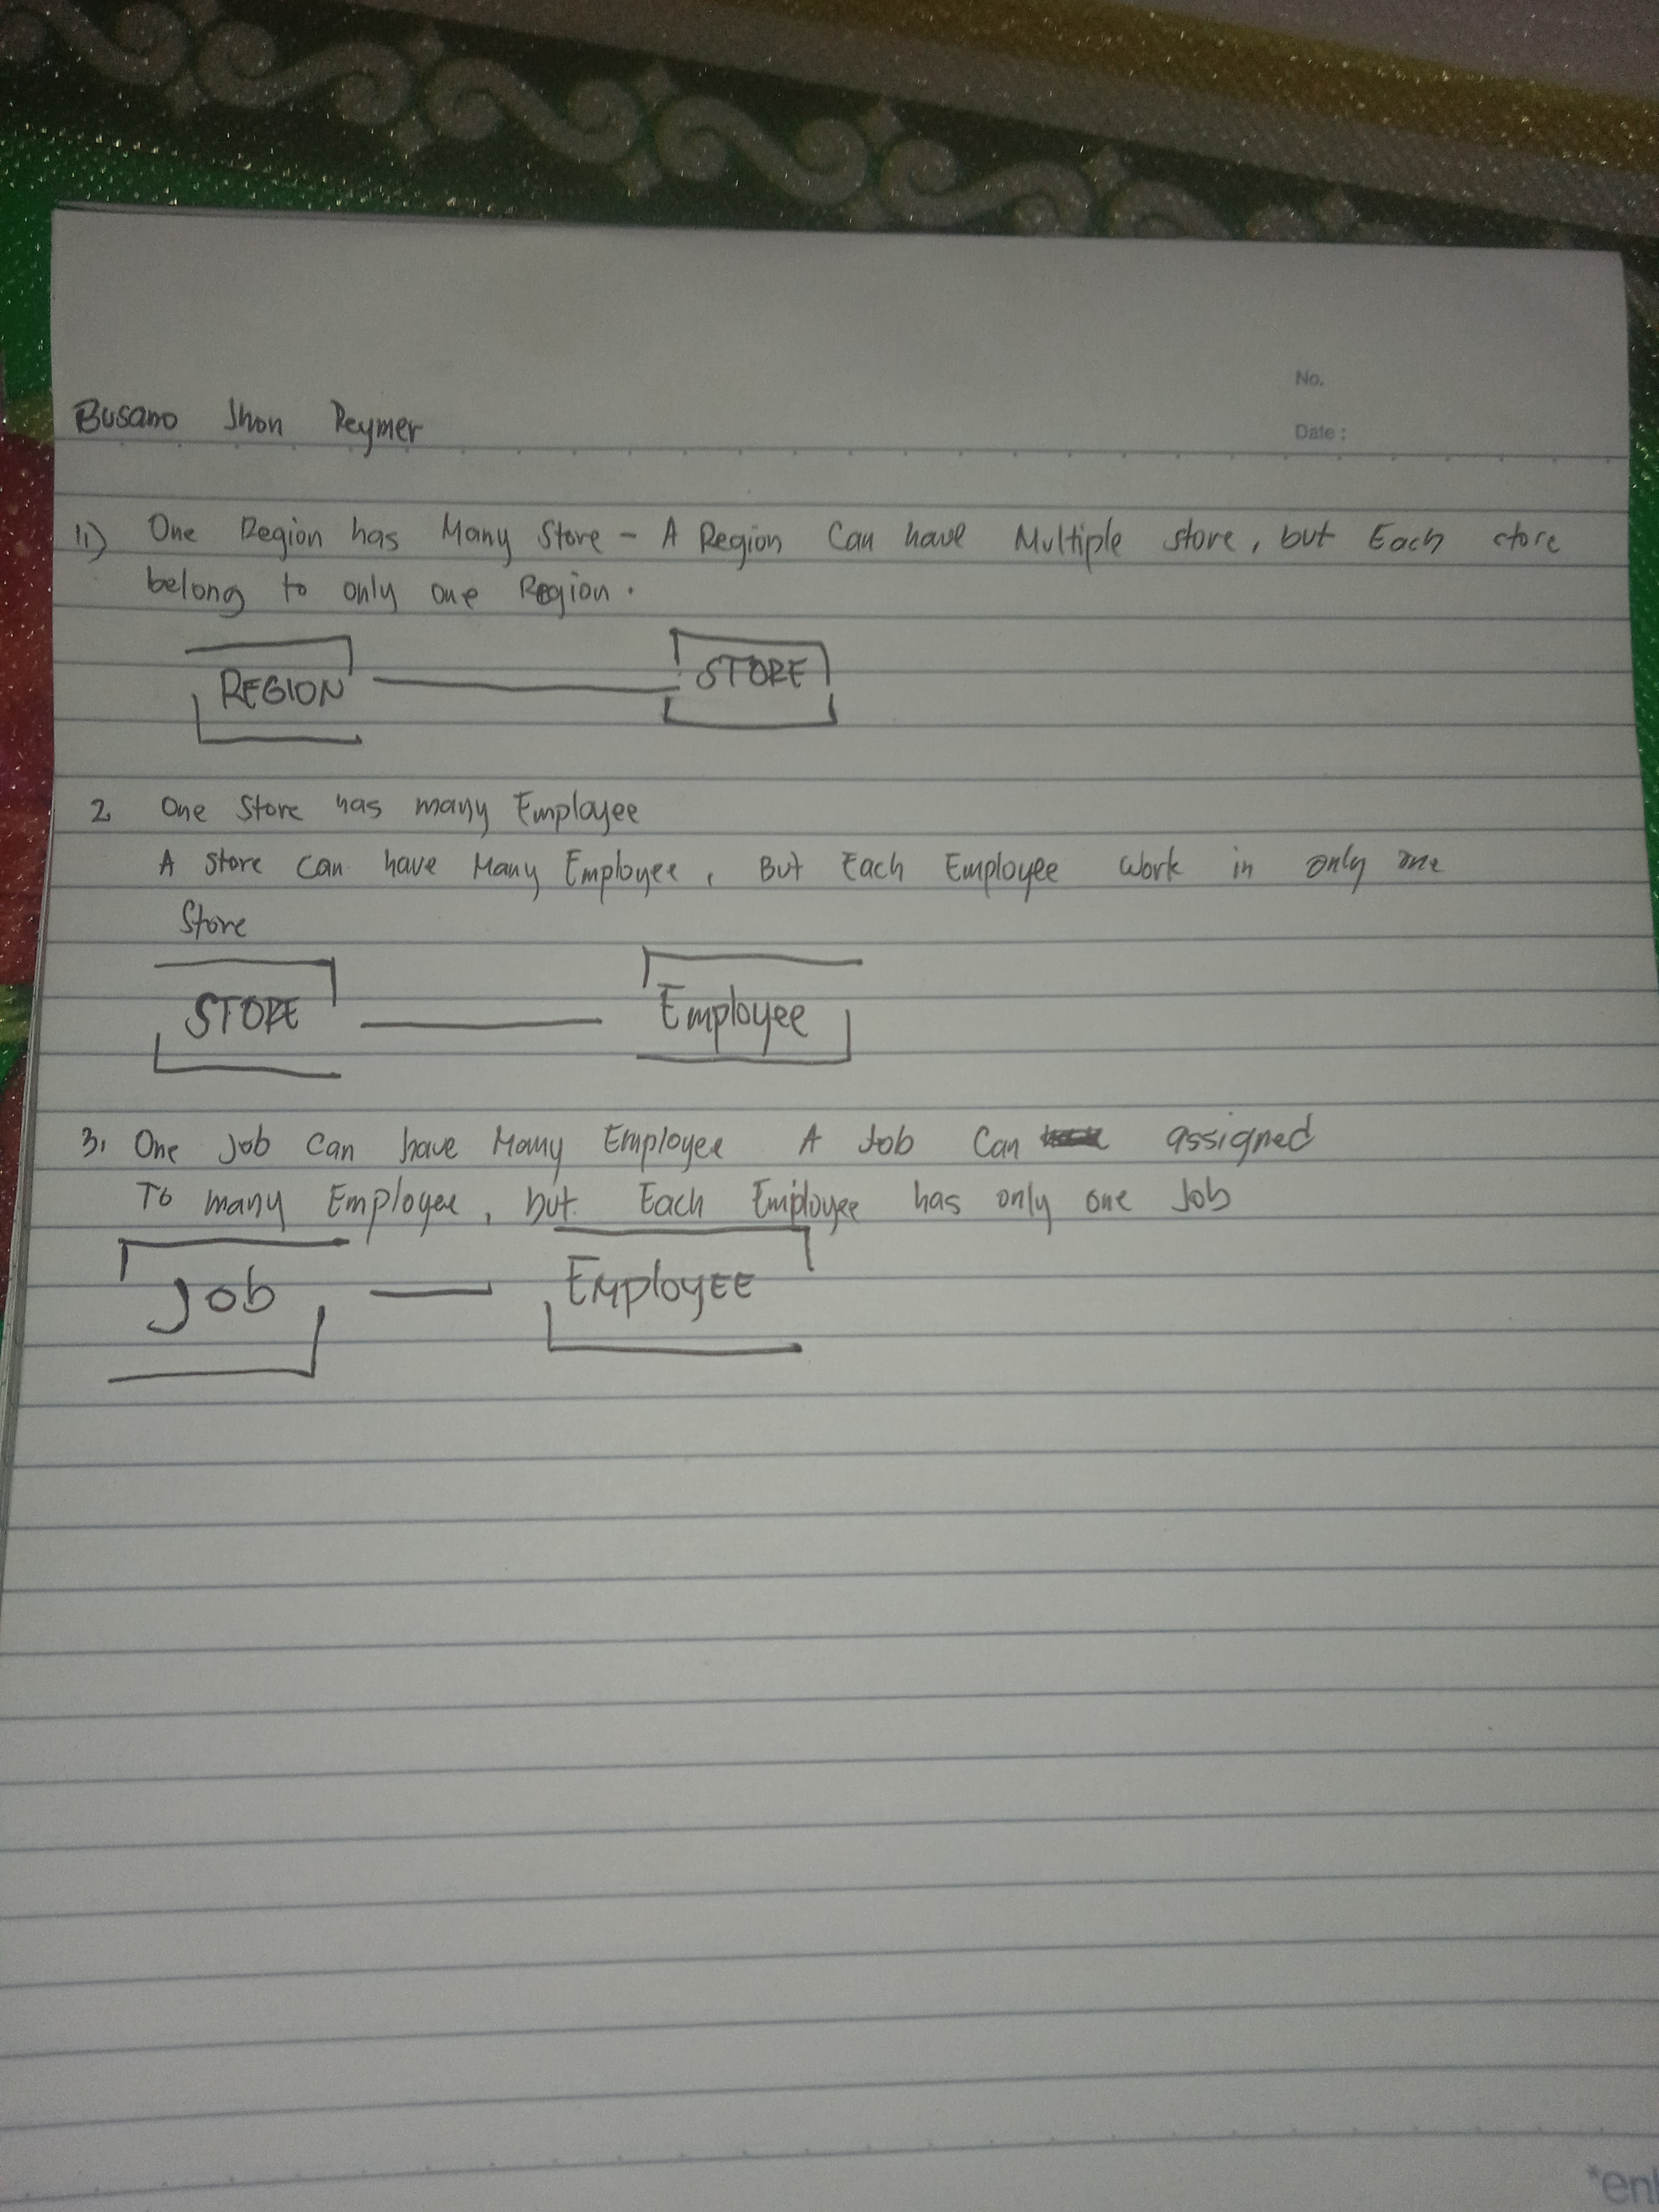 No.
Busano Jhon Reymer
Date :
1) One Region has Many Store - A Region Can have Multiple store, but Each store
belong to only one Region.
REGION STORE
2. One Store has many Employee
A store can have Many Employee, But Each Employee Work in only one
Store
STORE Employee
3. One Job Can have Many Employee A Job Can assigned
To many Employee, but Each Employee has only one Job
Job EmployEE